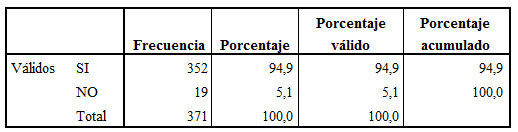 Frecuencia Porcentaje Porcentaje válido Porcentaje acumulado
Válidos SI 352 94,9 94,9 94,9
NO 19 5,1 5,1 100,0
Total 371 100,0 100,0